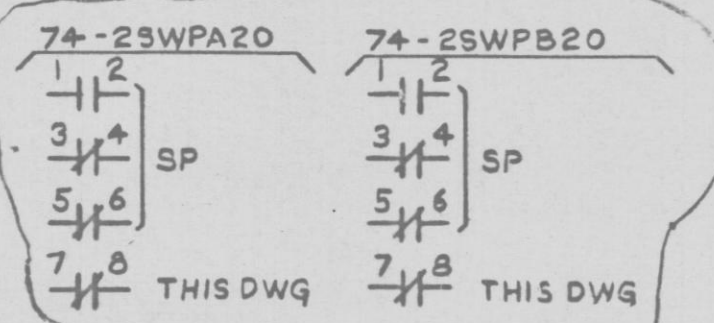 74-2SWPA20 74-2SWPB20
1 2 1 2
3 4 SP 3 4 SP
5 6 5 6
7 8 THIS DWG 7 8 THIS DWG